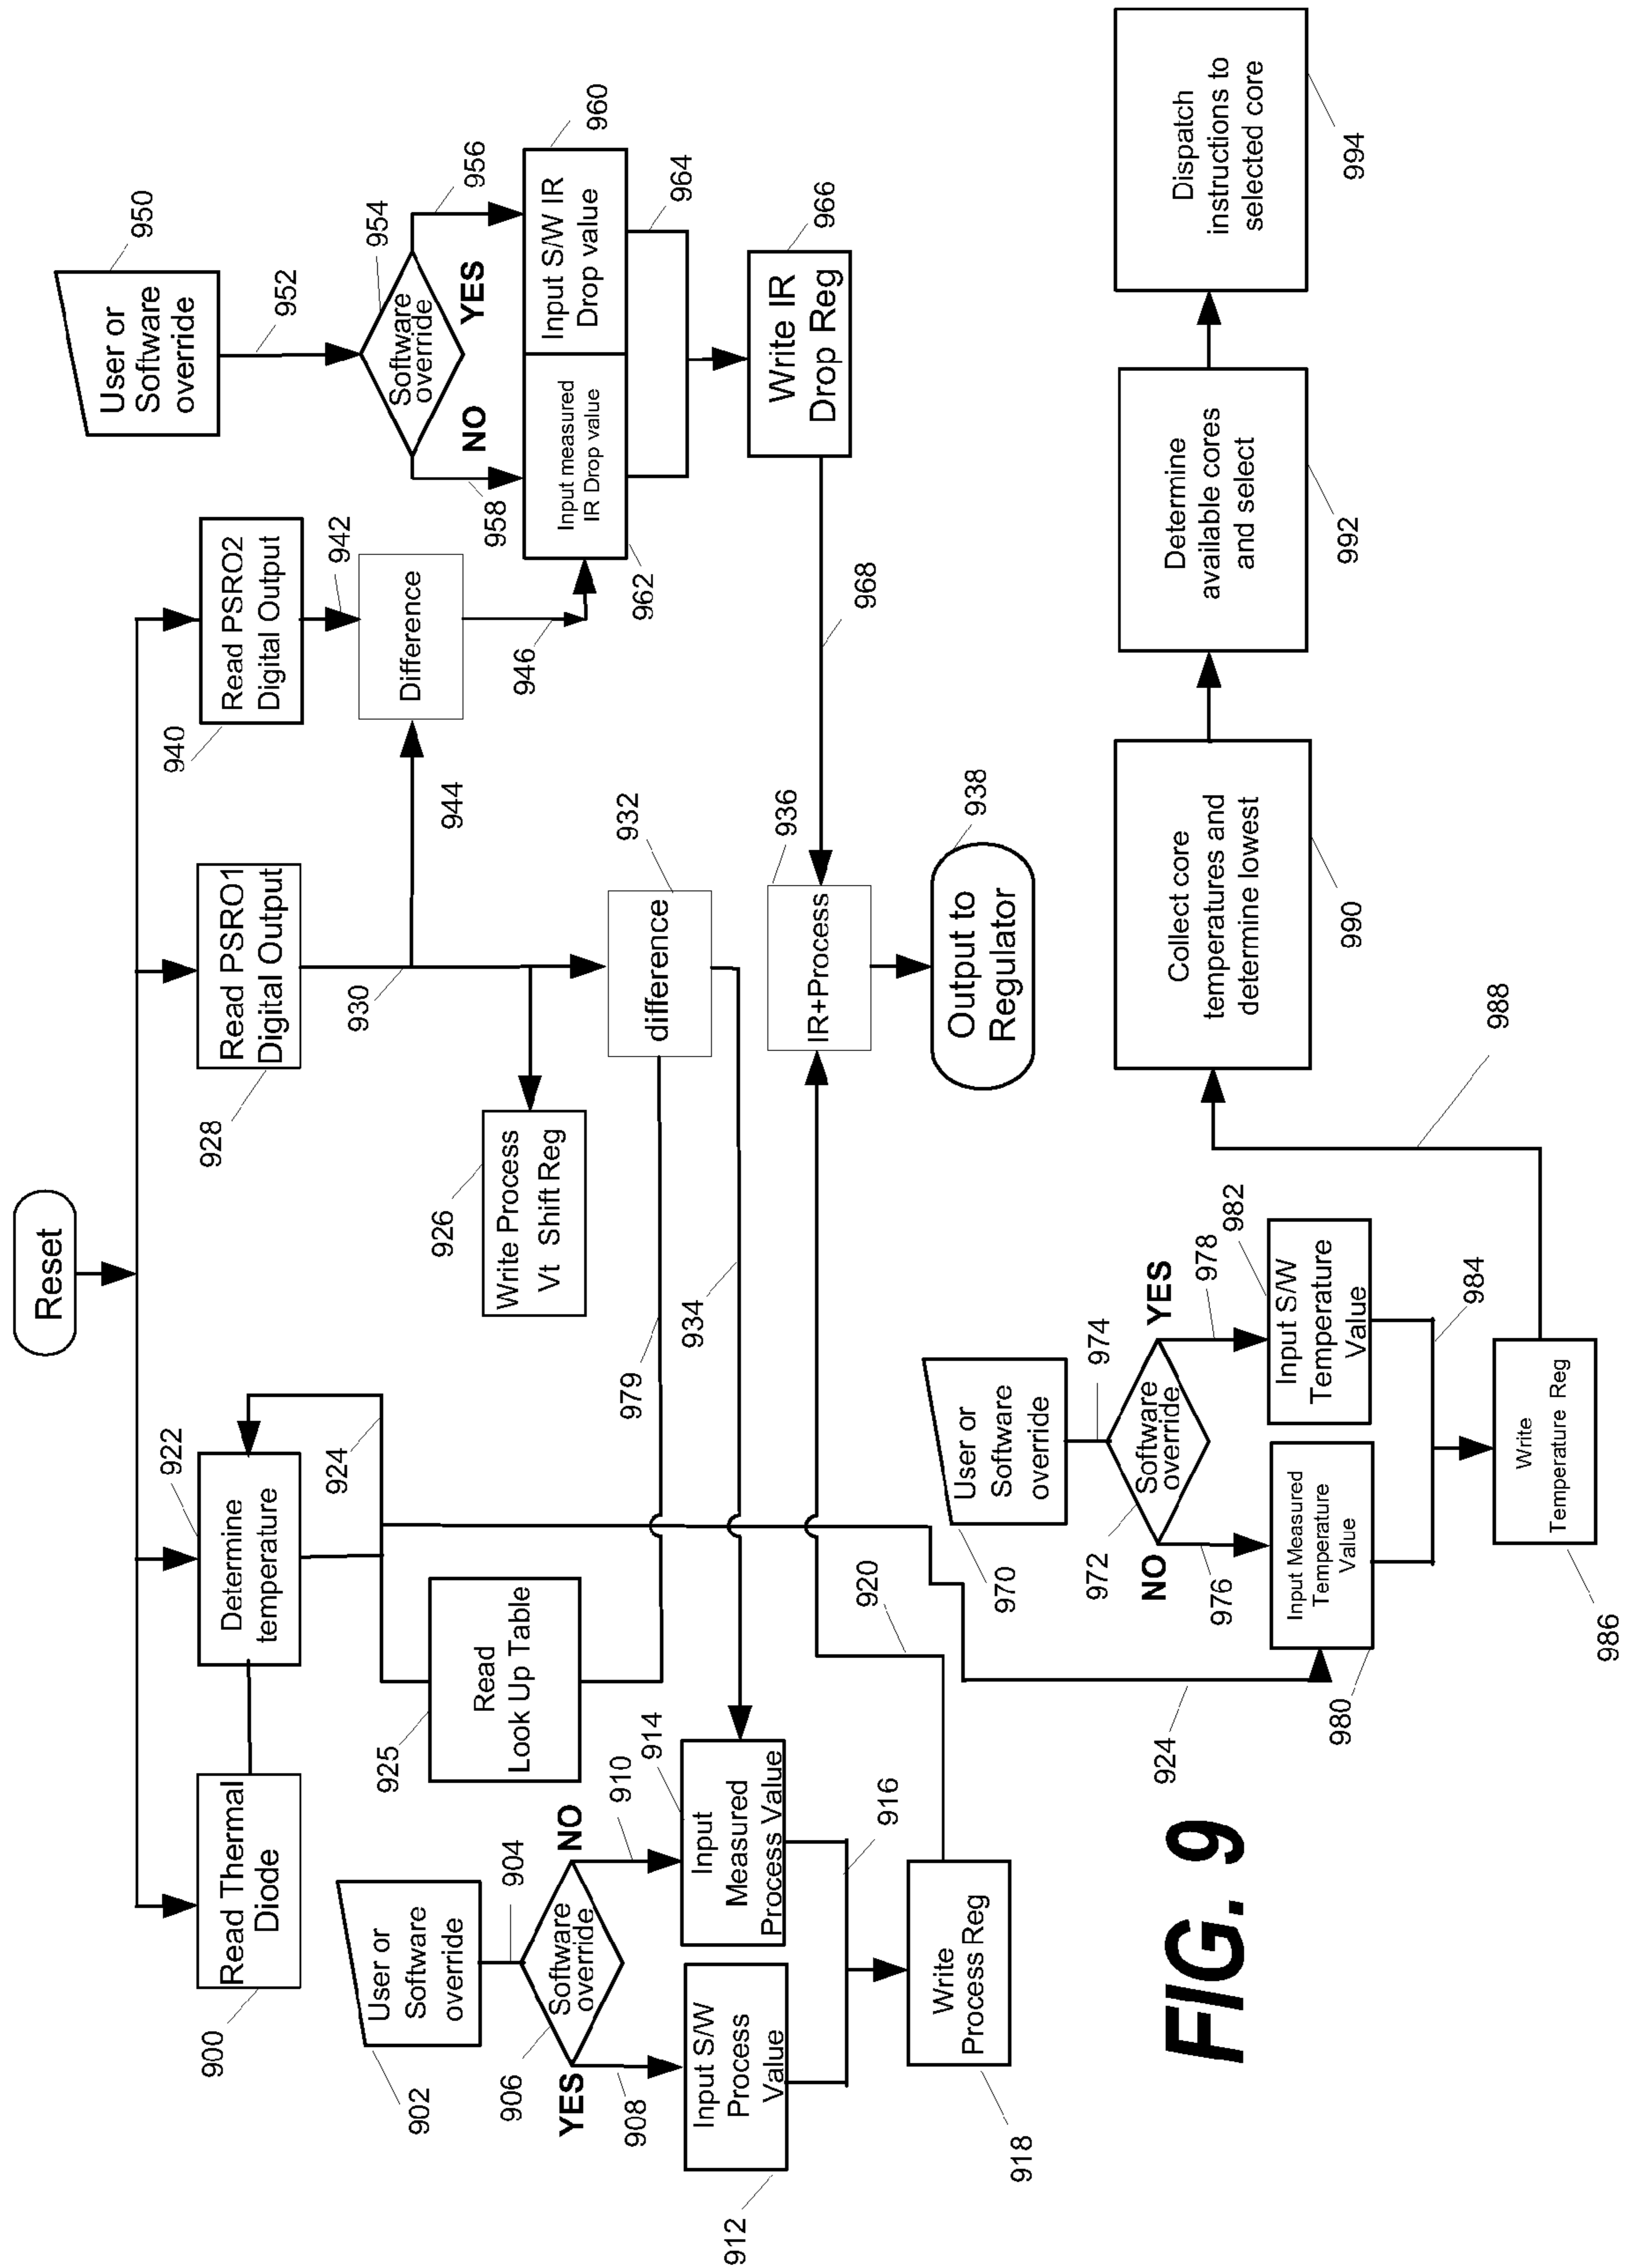 Reset
Read Thermal
Diode
900
Determine
temperature
922
924
Read PSRO1
Digital Output
928
930
Read PSRO2
Digital Output
940
942
User or
Software
override
950
952
Software
override
954
YES
956
NO
958
Difference
944
946
Input measured
IR Drop value
962
Input S/W IR
Drop value
960
964
Write IR
Drop Reg
966
968
Read
Look Up Table
925
Write Process
Vt Shift Reg
926
difference
932
979
934
User or
Software
override
902
904
Software
override
906
YES
908
NO
910
Input S/W
Process
Value
912
Input
Measured
Process Value
914
916
Write
Process Reg
918
920
IR+Process
936
Output to
Regulator
938
User or
Software
override
970
974
Software
override
972
NO
976
YES
978
Input Measured
Temperature
Value
980
924
Input S/W
Temperature
Value
982
984
Write
Temperature Reg
986
988
Collect core
temperatures and
determine lowest
990
Determine
available cores
and select
992
Dispatch
instructions to
selected core
994
FIG. 9